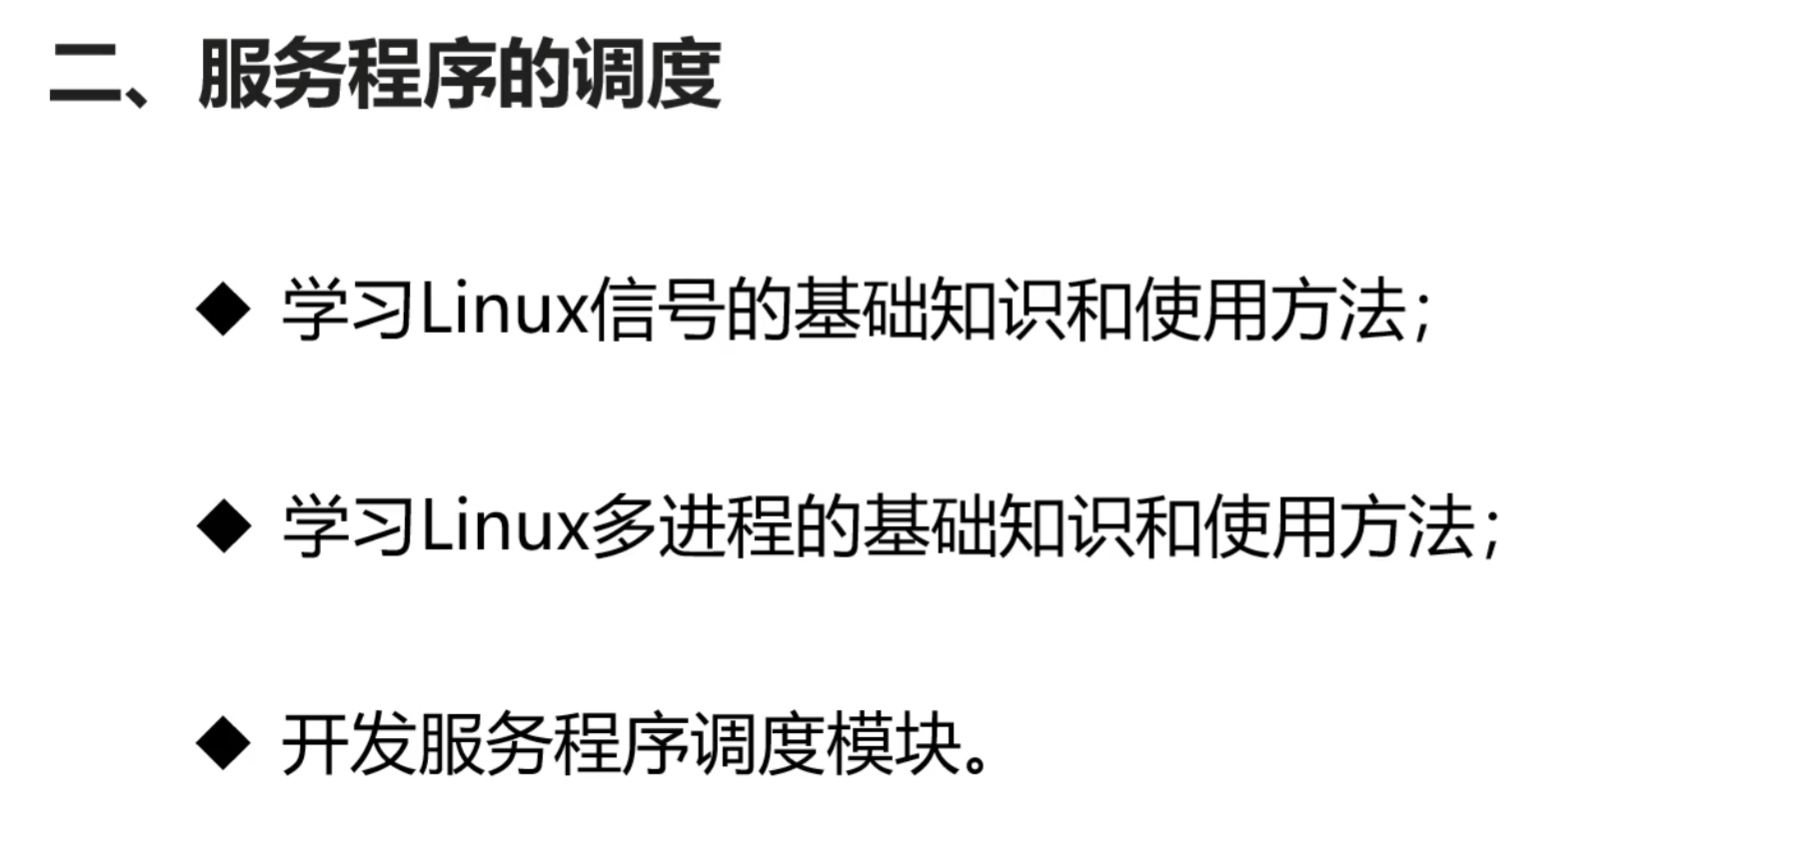 二、服务程序的调度
◆ 学习Linux信号的基础知识和使用方法；
◆ 学习Linux多进程的基础知识和使用方法；
◆ 开发服务程序调度模块。